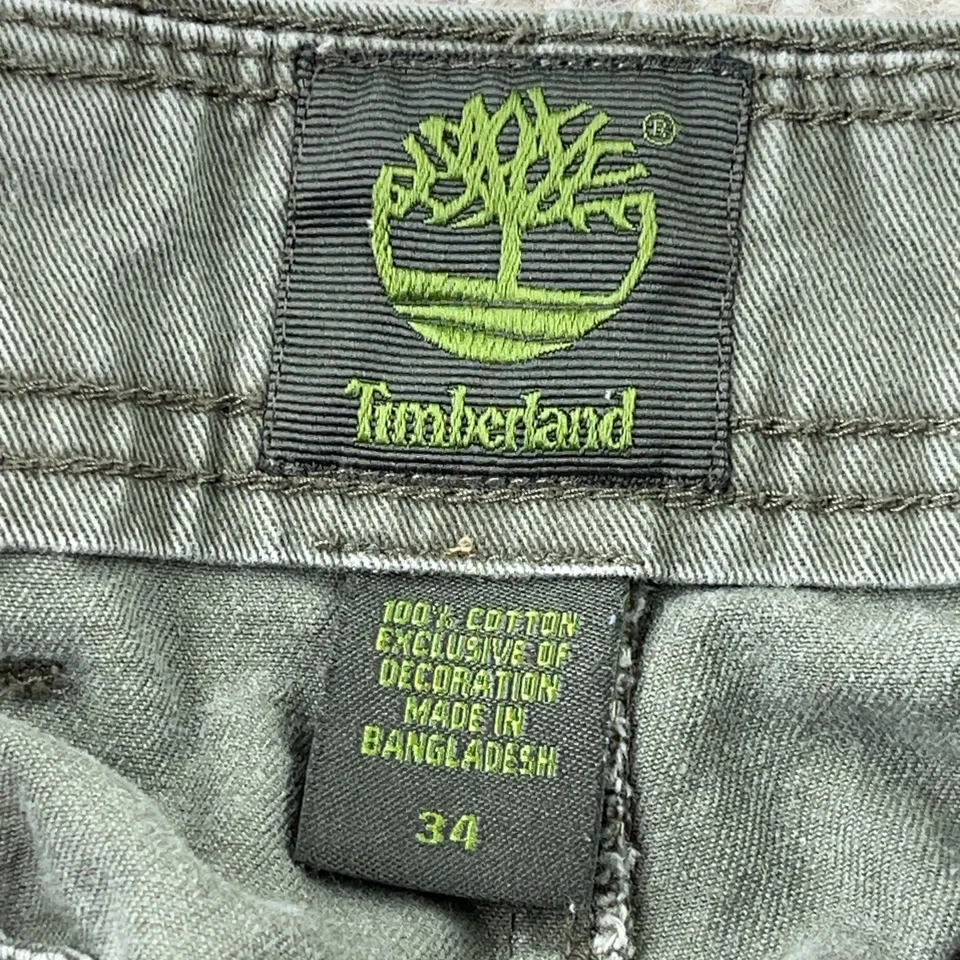 ®
Timberland
100% COTTON
EXCLUSIVE OF
DECORATION
MADE IN
BANGLADESH
34